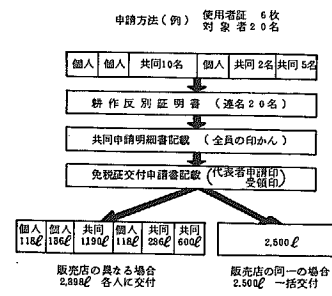 申請方法（例） 使用者証 6枚
対象者20名
個人 個人 共同10名 個人 共同2名 共同5名
耕作反別証明書 （連名20名）
共同申請明細書記載 （全員の印かん）
免税証交付申請書記載 （代表者申請印 受領印）
個人 個人 共同 個人 共同 共同
118ℓ 136ℓ 1190ℓ 118ℓ 236ℓ 600ℓ
2,500ℓ
販売店の異なる場合
2,898ℓ 各人に交付
販売店の同一の場合
2,500ℓ 一括交付